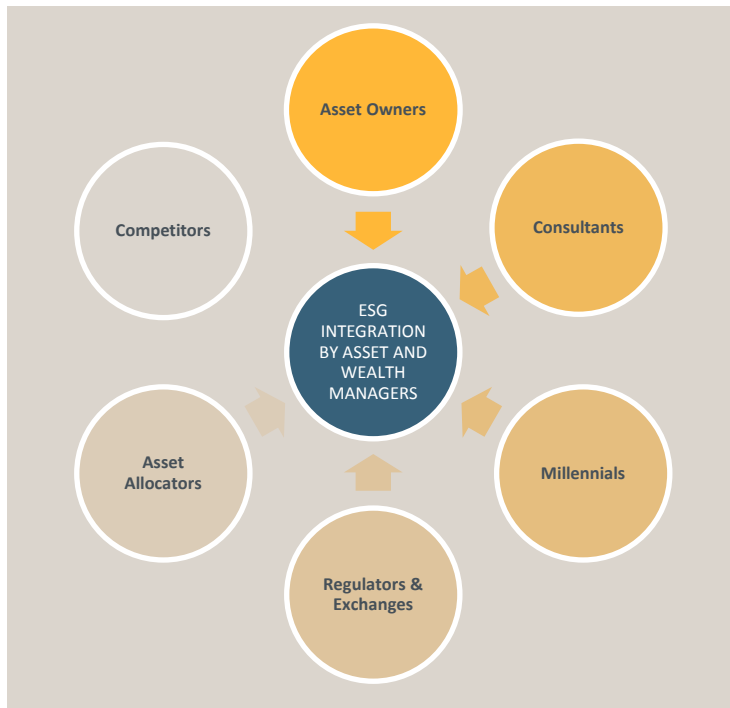 Asset Owners
Competitors
Consultants
ESG
INTEGRATION
BY ASSET AND
WEALTH
MANAGERS
Asset
Allocators
Millennials
Regulators &
Exchanges